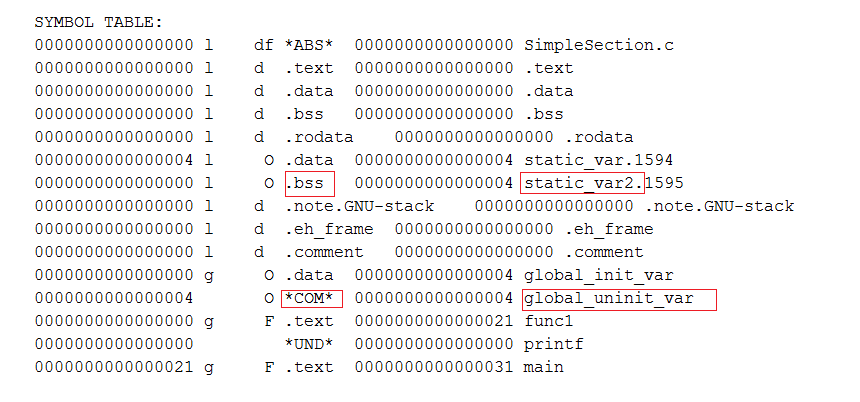 SYMBOL TABLE:
0000000000000000 l    df *ABS*  0000000000000000 SimpleSection.c
0000000000000000 l    d  .text  0000000000000000 .text
0000000000000000 l    d  .data  0000000000000000 .data
0000000000000000 l    d  .bss  0000000000000000 .bss
0000000000000000 l    d  .rodata    0000000000000000 .rodata
0000000000000004 l     O .data  0000000000000004 static_var.1594
0000000000000000 l     O .bss  0000000000000004 static_var2.1595
0000000000000000 l    d  .note.GNU-stack    0000000000000000 .note.GNU-stack
0000000000000000 l    d  .eh_frame  0000000000000000 .eh_frame
0000000000000000 l    d  .comment   0000000000000000 .comment
0000000000000000 g     O .data  0000000000000004 global_init_var
0000000000000004       O *COM*  0000000000000004 global_uninit_var
0000000000000000 g     F .text  0000000000000021 func1
0000000000000000         *UND*  0000000000000000 printf
0000000000000021 g     F .text  0000000000000031 main